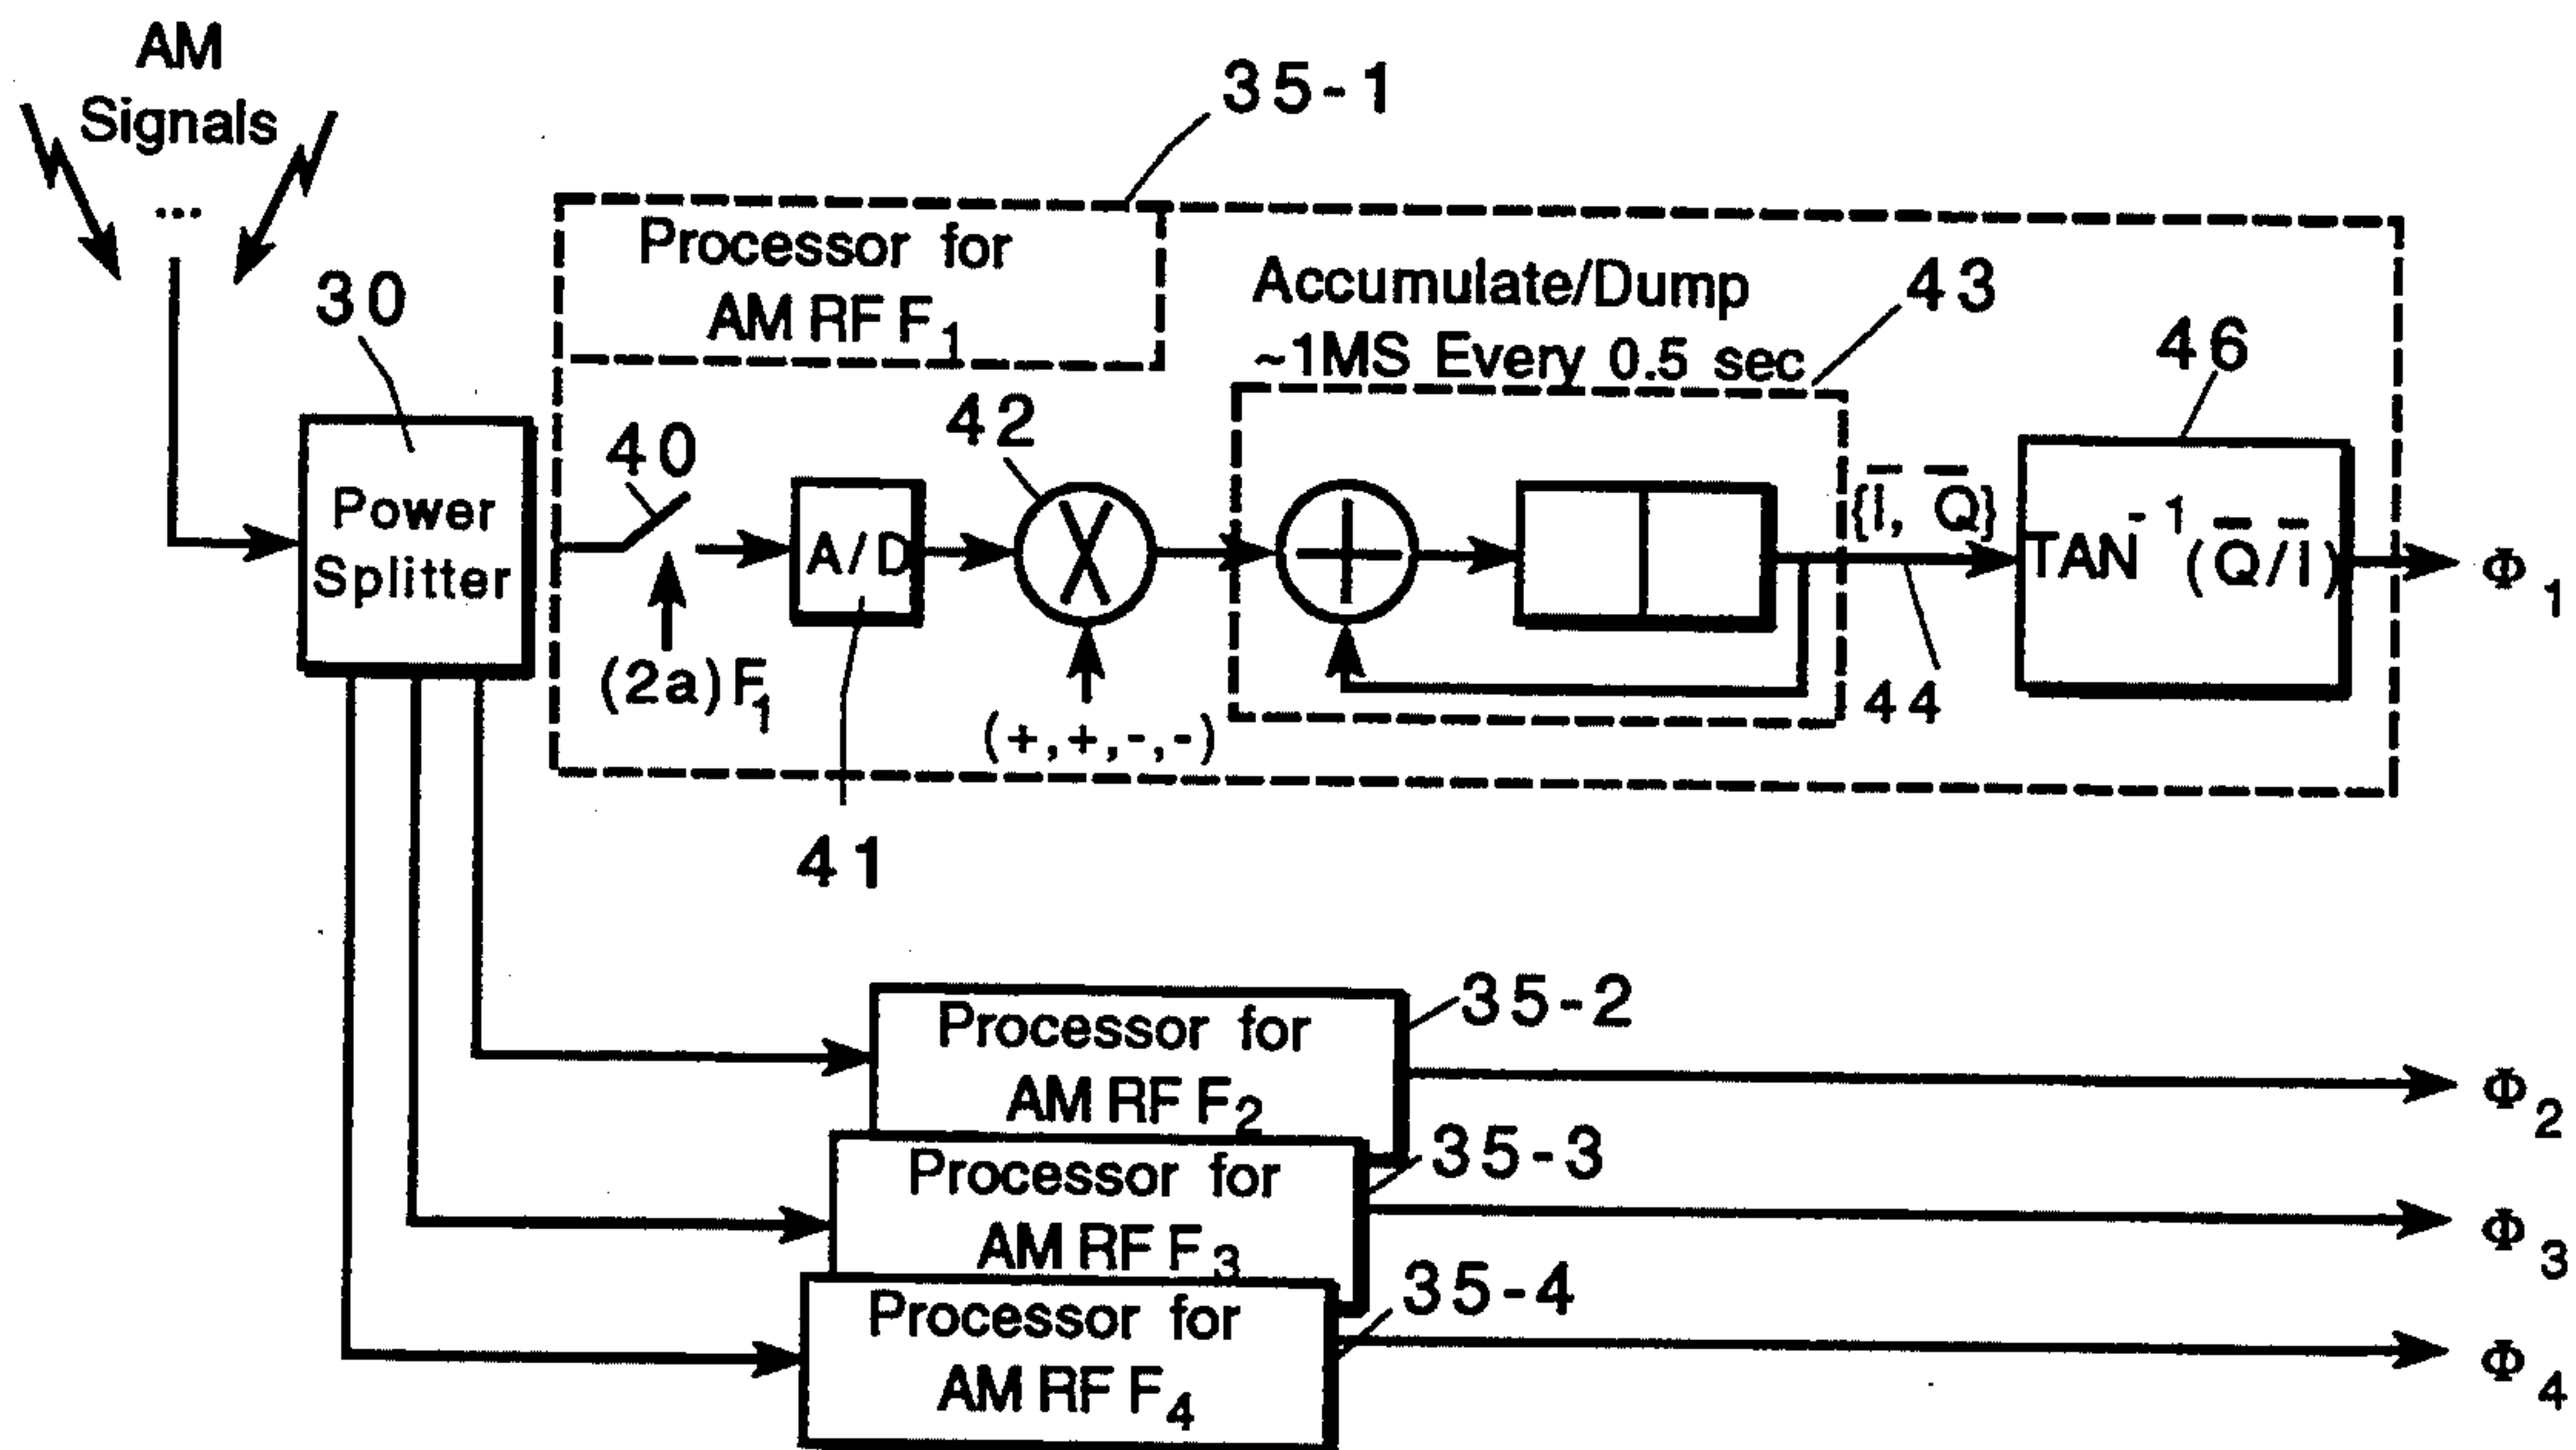 AM
Signals
...
30
Power
Splitter
35-1
Processor for
AM RF F1
40
(2a)F1
A/D
41
42
(+,+,-,-)
Accumulate/Dump
~1MS Every 0.5 sec
43
{Ī, Q̄}
44
46
TAN⁻¹(Q̄/Ī)
Φ1
Processor for
AM RF F2
35-2
Φ2
Processor for
AM RF F3
35-3
Φ3
Processor for
AM RF F4
35-4
Φ4